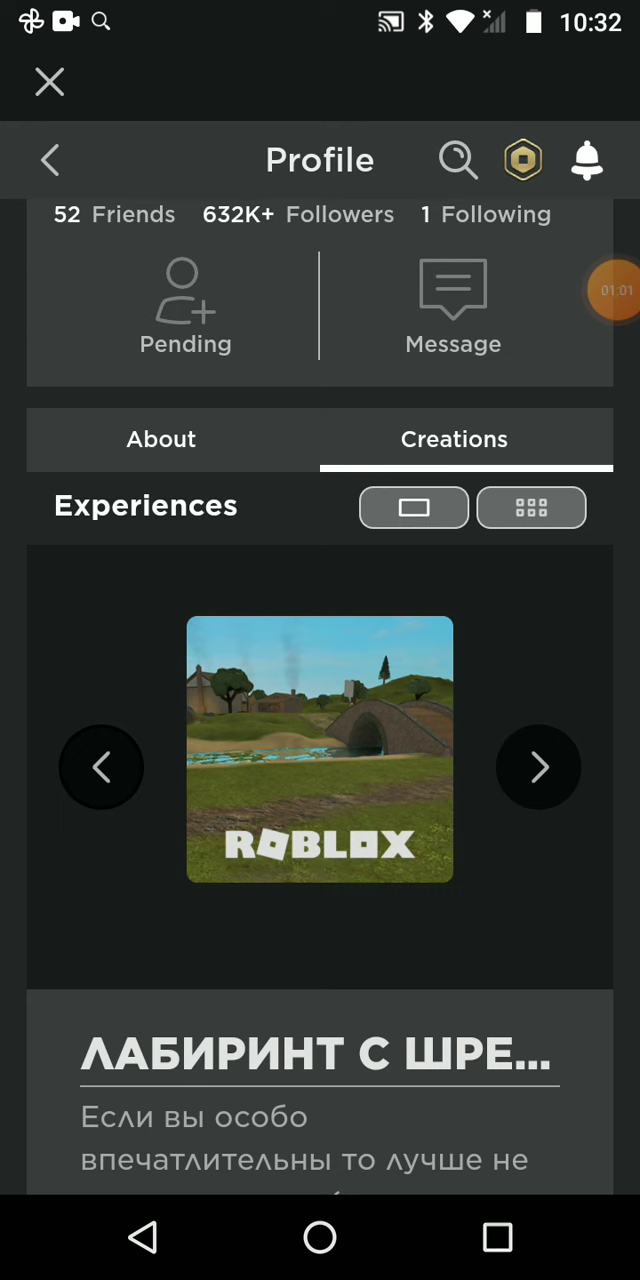 10:32
Profile
52 Friends 632K+ Followers 1 Following
01:01
Pending Message
About Creations
Experiences
ROBLOX
ЛАБИРИНТ С ШРЕ...
Если вы особо
впечатлительны то лучше не